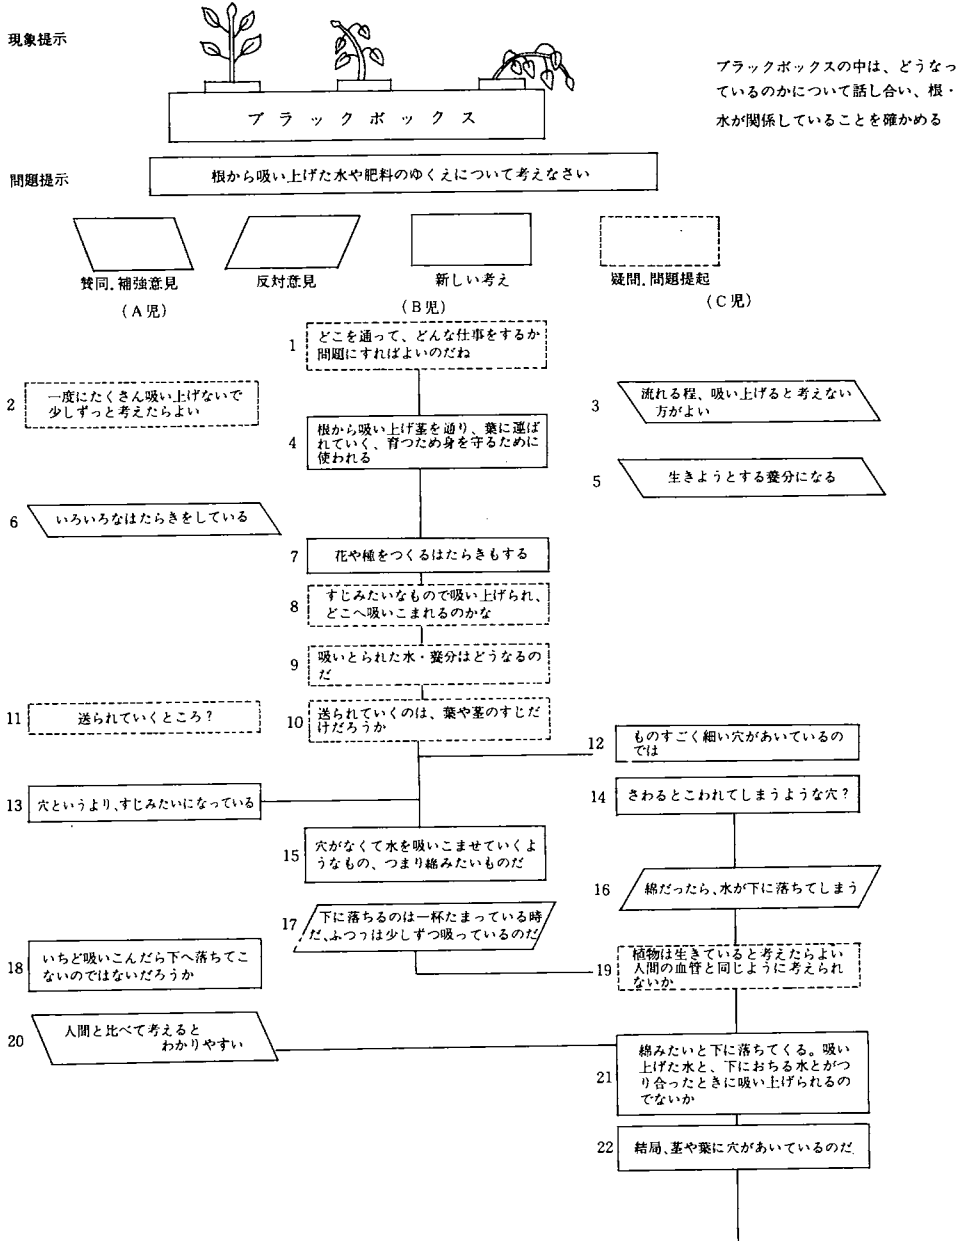 現象提示
ブラックボックス
ブラックボックスの中は、どうなっ
ているのかについて話し合い、根・
水が関係していることを確かめる
問題提示
根から吸い上げた水や肥料のゆくえについて考えなさい
賛同.補強意見
反対意見
新しい考え
疑問.問題提起
(A児)
(B児)
(C児)
1
どこを通って、どんな仕事をするか
問題にすればよいのだね
2
一度にたくさん吸い上げないで
少しずっと考えたらよい
3
流れる程、吸い上げると考えない
方がよい
4
根から吸い上げ茎を通り、葉に運ば
れていく、育つため身を守るために
使われる
5
生きようとする養分になる
6
いろいろなはたらきをしている
7
花や種をつくるはたらきもする
8
すじみたいなもので吸い上げられ、
どこへ吸いこまれるのかな
9
吸いとられた水・養分はどうなるの
だ
10
送られていくのは、葉や茎のすじだ
けだろうか
11
送られていくところ?
12
ものすごく細い穴があいているの
では
13
穴というより、すじみたいになっている
14
さわるとこわれてしまうような穴?
15
穴がなくて水を吸いこませていくよ
うなもの、つまり綿みたいものだ
16
綿だったら、水が下に落ちてしまう
17
下に落ちるのは一杯たまっている時
だ、ふつうは少しずつ吸っているのだ
18
いちど吸いこんだら下へ落ちてこ
ないのではないだろうか
19
植物は生きていると考えたらよい
人間の血管と同じように考えられ
ないか
20
人間と比べて考えると
わかりやすい
21
綿みたいと下に落ちてくる。吸い
上げた水と、下におちる水とがつ
り合ったときに吸い上げられるの
でないか
22
結局、茎や葉に穴があいているのだ